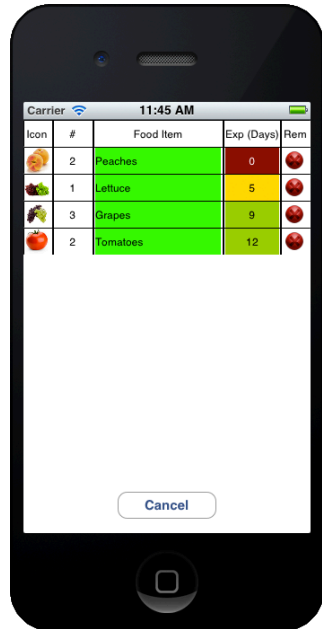 Carrier 11:45 AM
Icon # Food Item Exp (Days) Rem
2 Peaches 0
1 Lettuce 5
3 Grapes 9
2 Tomatoes 12
Cancel